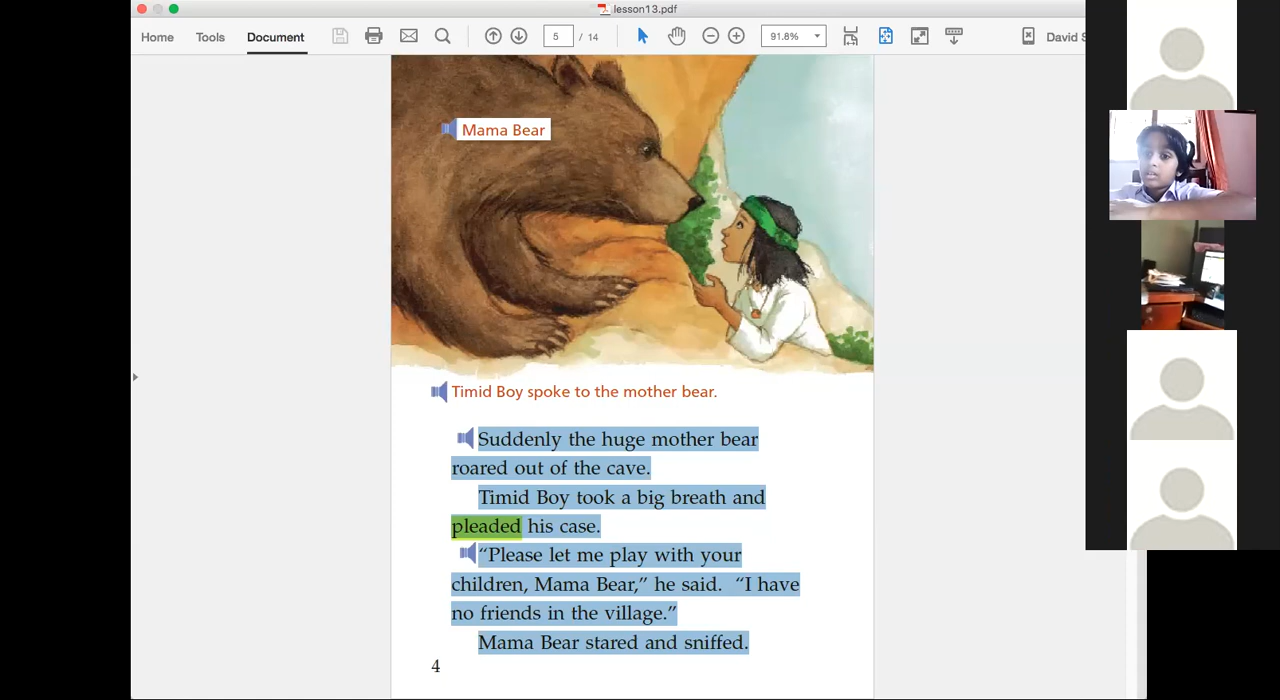 lesson13.pdf
Home Tools Document 5 / 14 91.8% David S
Mama Bear
Timid Boy spoke to the mother bear.
Suddenly the huge mother bear
roared out of the cave.
Timid Boy took a big breath and
pleaded his case.
“Please let me play with your
children, Mama Bear,” he said. “I have
no friends in the village.”
Mama Bear stared and sniffed.
4